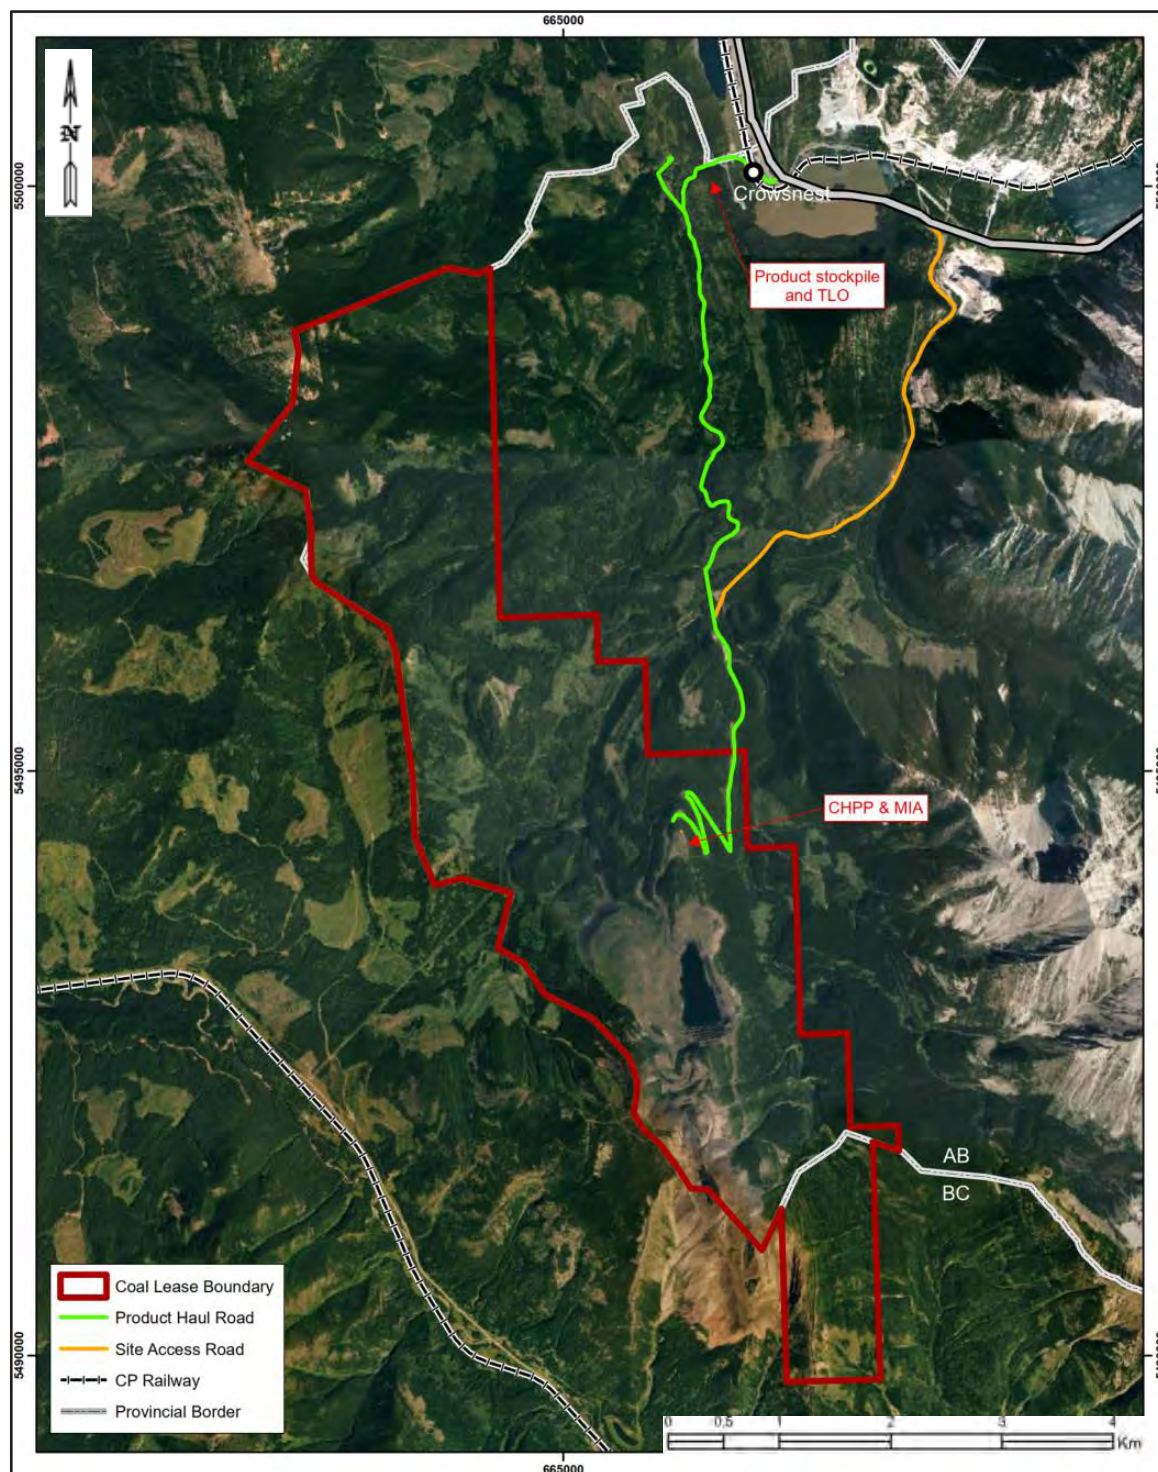 665000
N
5500000
Crowsnest
Product stockpile
and TLO
5495000
CHPP & MIA
AB
BC
Coal Lease Boundary
Product Haul Road
Site Access Road
CP Railway
Provincial Border
5490000
0 0.5 1 2 3 4
Km
665000